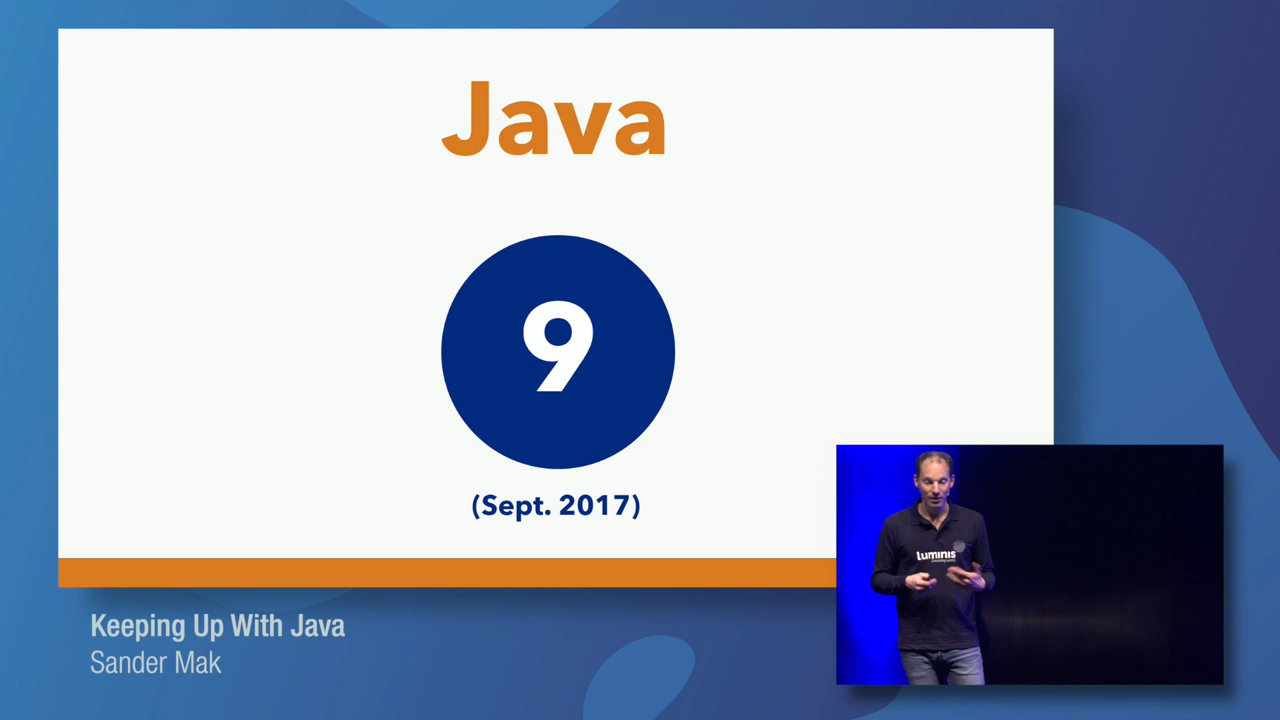 Java
9
(Sept. 2017)
luminis
Keeping Up With Java
Sander Mak